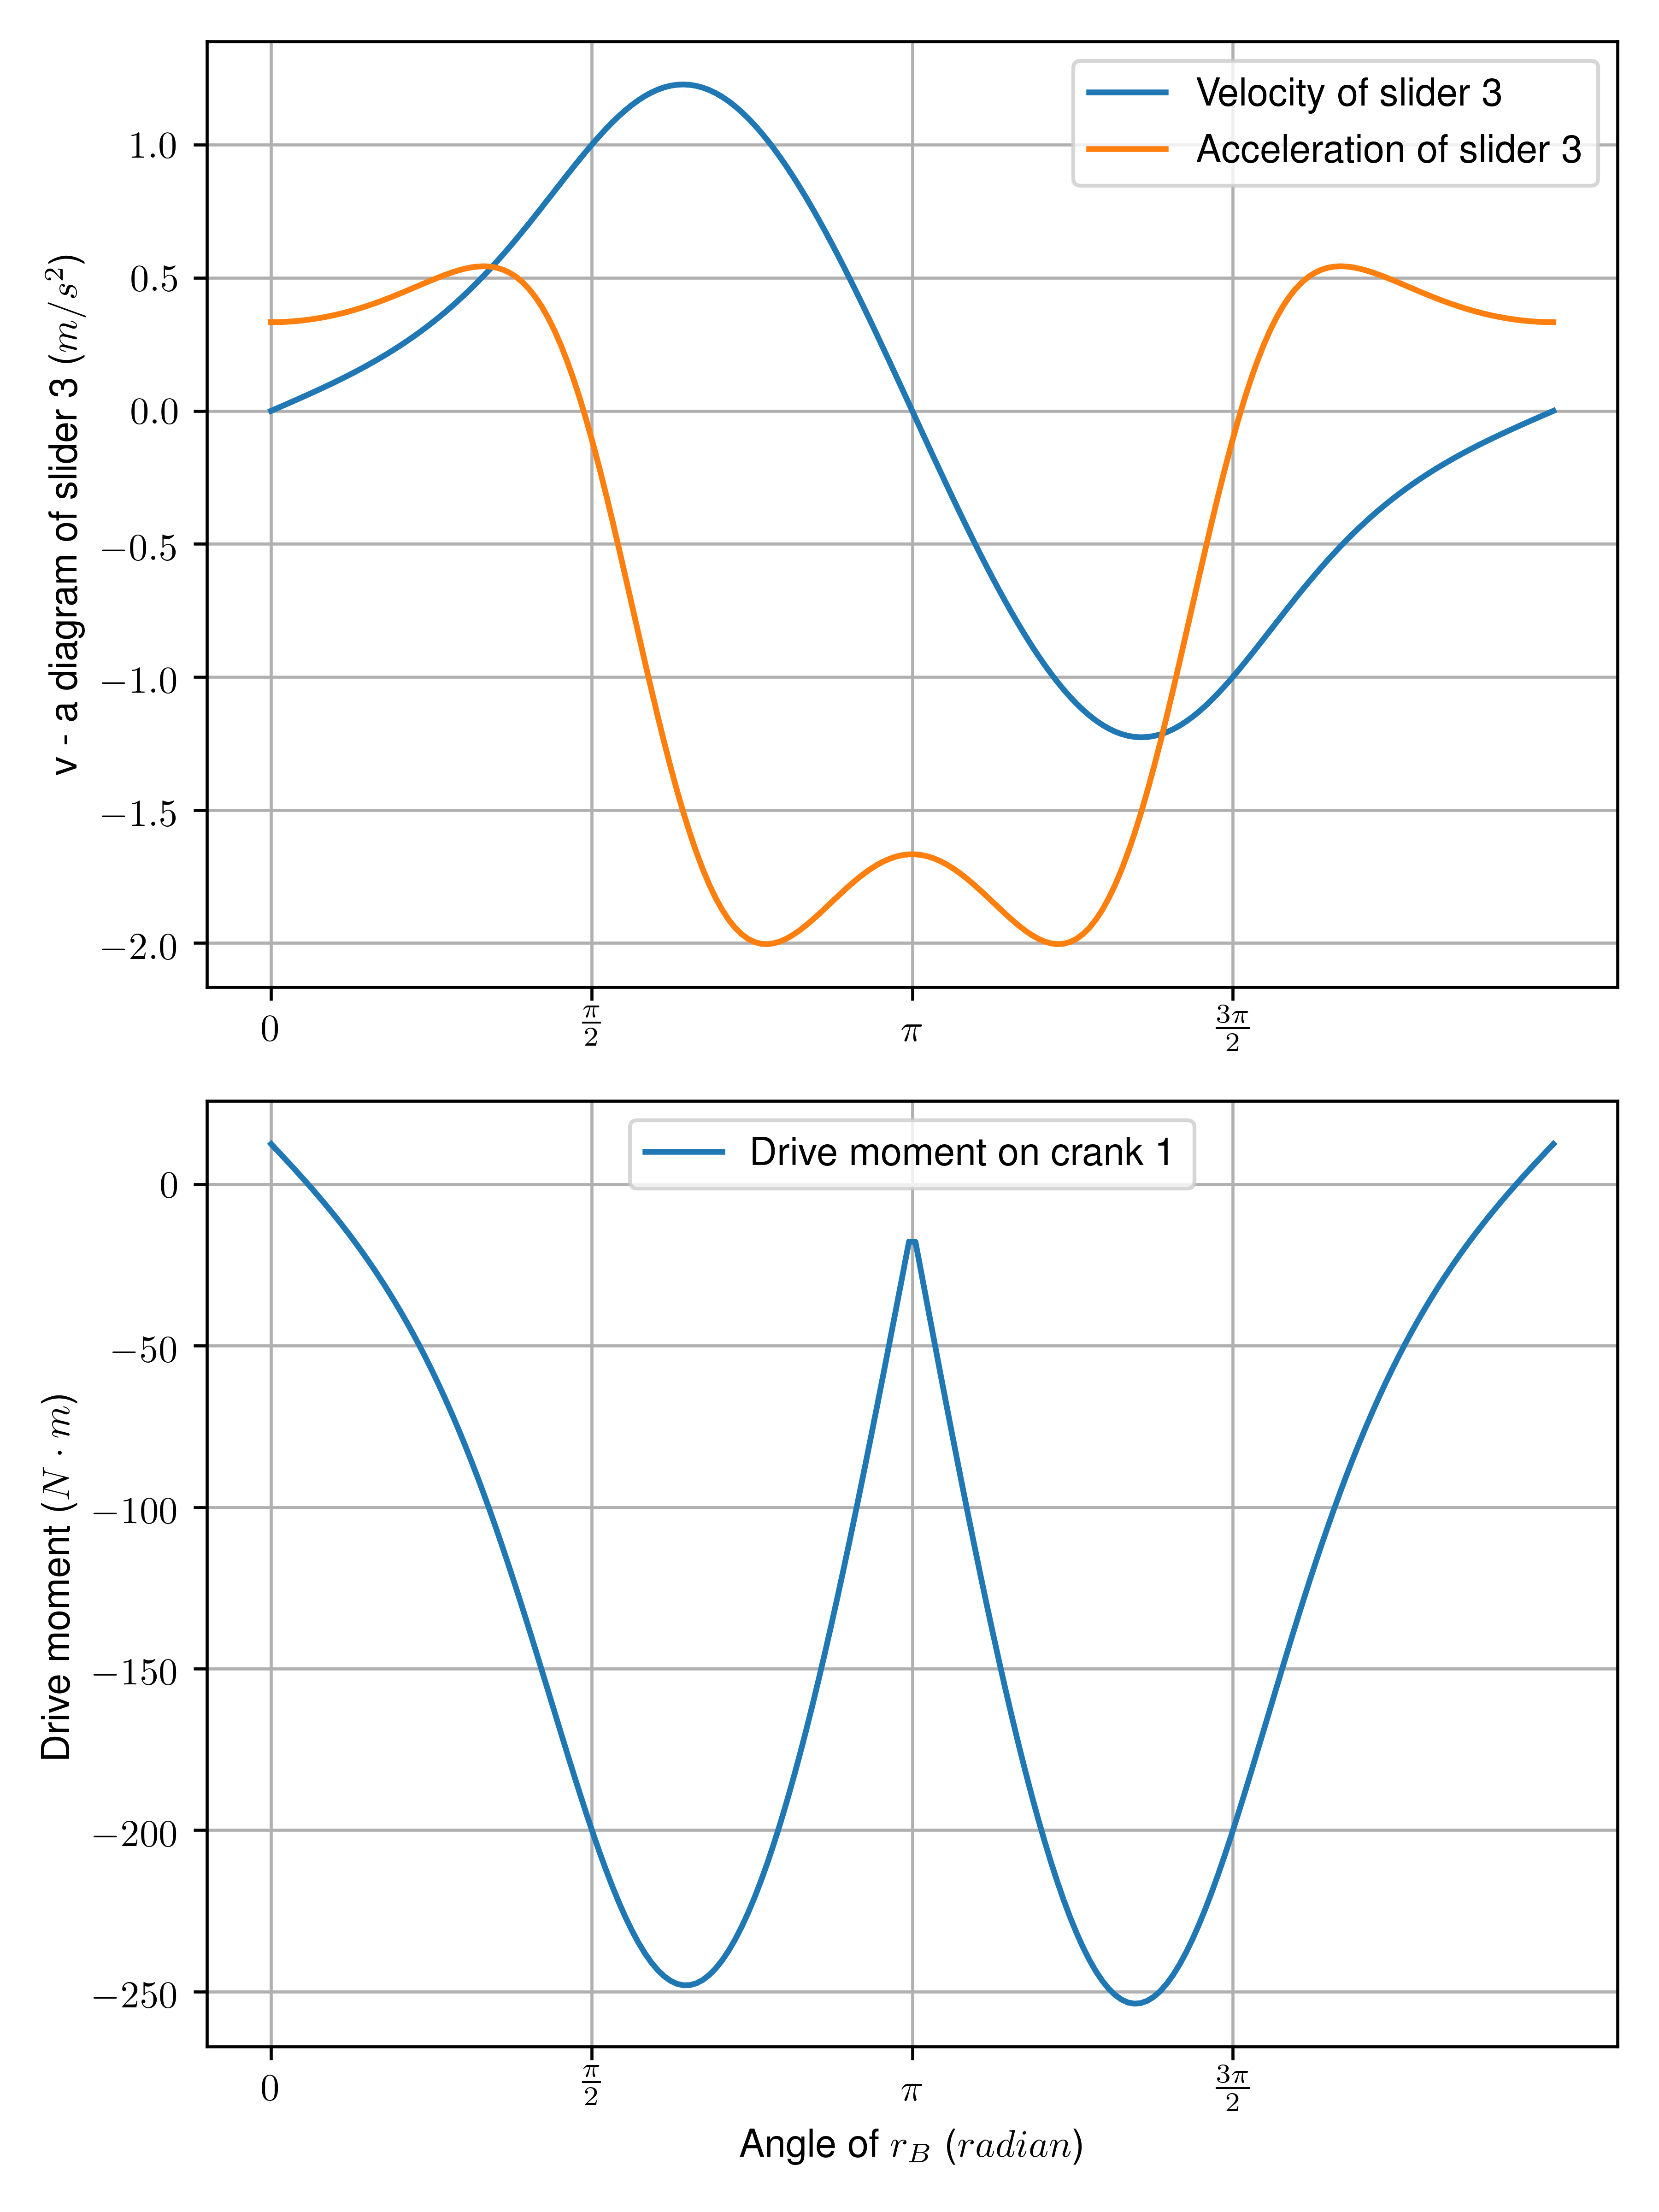 v - a diagram of slider 3 (m/s²)
1.0
0.5
0.0
−0.5
−1.0
−1.5
−2.0
Velocity of slider 3
Acceleration of slider 3
0
π/2
π
3π/2
Drive moment (N · m)
0
−50
−100
−150
−200
−250
Drive moment on crank 1
0
π/2
π
3π/2
Angle of r_B (radian)